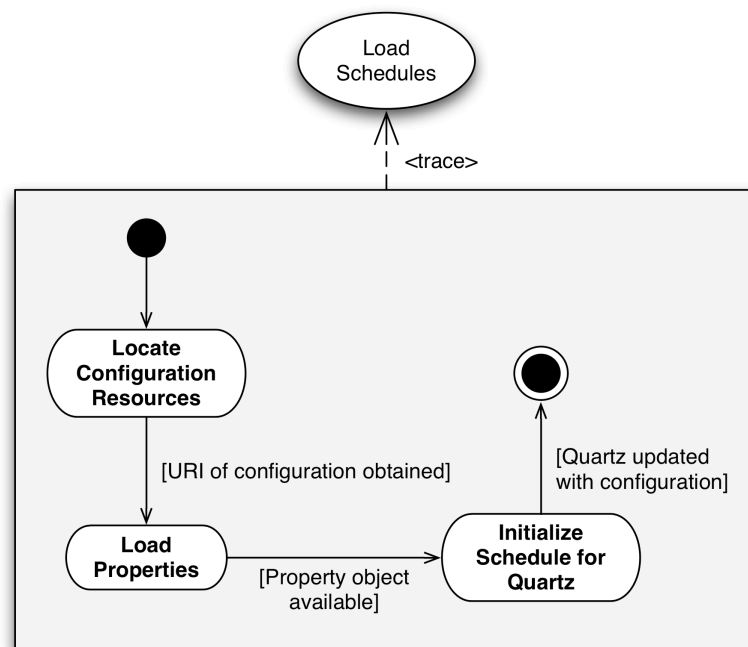 Load
Schedules
<trace>
Locate
Configuration
Resources
[URI of configuration obtained]
[Quartz updated
with configuration]
Load
Properties
[Property object
available]
Initialize
Schedule for
Quartz